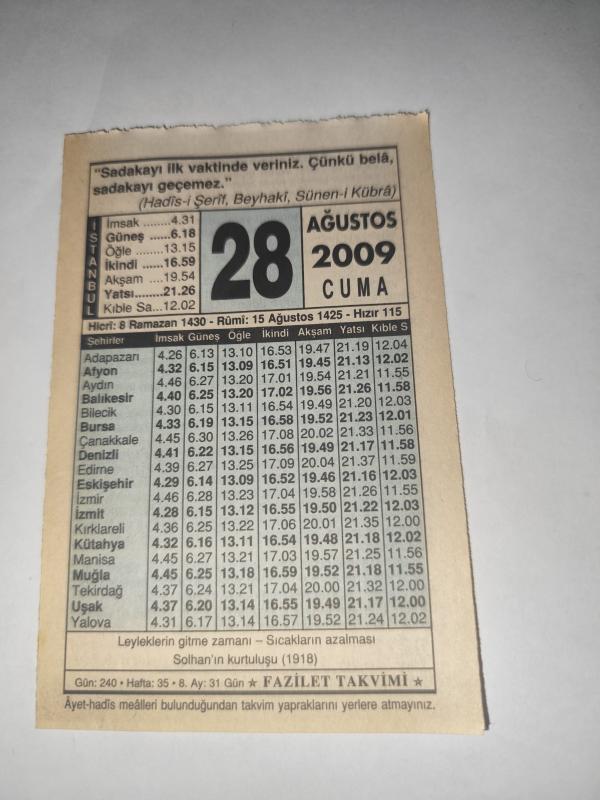 "Sadakayı ilk vaktinde veriniz. Çünkü belâ,
sadakayı geçemez."
(Hadîs-i Şerîf, Beyhakî, Sünen-i Kübrâ)
İSTANBUL
İmsak ........4.31
Güneş ......6.18
Öğle ........13.15
İkindi ......16.59
Akşam ....19.54
Yatsı........21.26
Kıble Sa...12.02
28
AĞUSTOS
2009
CUMA
Hicrî: 8 Ramazan 1430 - Rûmî: 15 Ağustos 1425 - Hızır 115
Şehirler İmsak Güneş Öğle İkindi Akşam Yatsı Kıble S
Adapazarı 4.26 6.13 13.10 16.53 19.47 21.19 12.04
Afyon 4.32 6.15 13.09 16.51 19.45 21.13 12.02
Aydın 4.46 6.27 13.20 17.01 19.54 21.21 11.55
Balıkesir 4.40 6.25 13.20 17.02 19.56 21.26 11.58
Bilecik 4.30 6.15 13.11 16.54 19.49 21.20 12.03
Bursa 4.33 6.19 13.15 16.58 19.52 21.23 12.01
Çanakkale 4.45 6.30 13.26 17.08 20.02 21.33 11.56
Denizli 4.41 6.22 13.15 16.56 19.49 21.17 11.58
Edirne 4.39 6.27 13.25 17.09 20.04 21.37 11.59
Eskişehir 4.29 6.14 13.09 16.52 19.46 21.16 12.03
İzmir 4.46 6.28 13.23 17.04 19.58 21.26 11.55
İzmit 4.28 6.15 13.12 16.55 19.50 21.22 12.03
Kırklareli 4.36 6.25 13.22 17.06 20.01 21.35 12.00
Kütahya 4.32 6.16 13.11 16.54 19.48 21.18 12.02
Manisa 4.45 6.27 13.21 17.03 19.57 21.25 11.56
Muğla 4.45 6.25 13.18 16.59 19.52 21.18 11.55
Tekirdağ 4.37 6.24 13.21 17.04 20.00 21.32 12.00
Uşak 4.37 6.20 13.14 16.55 19.49 21.17 12.00
Yalova 4.31 6.17 13.14 16.57 19.52 21.24 12.02
Leyleklerin gitme zamanı – Sıcakların azalması
Solhan'ın kurtuluşu (1918)
Gün: 240 • Hafta: 35 • 8. Ay: 31 Gün ★ FAZİLET TAKVİMİ ★
Âyet-hadîs meâlleri bulunduğundan takvim yapraklarını yerlere atmayınız.